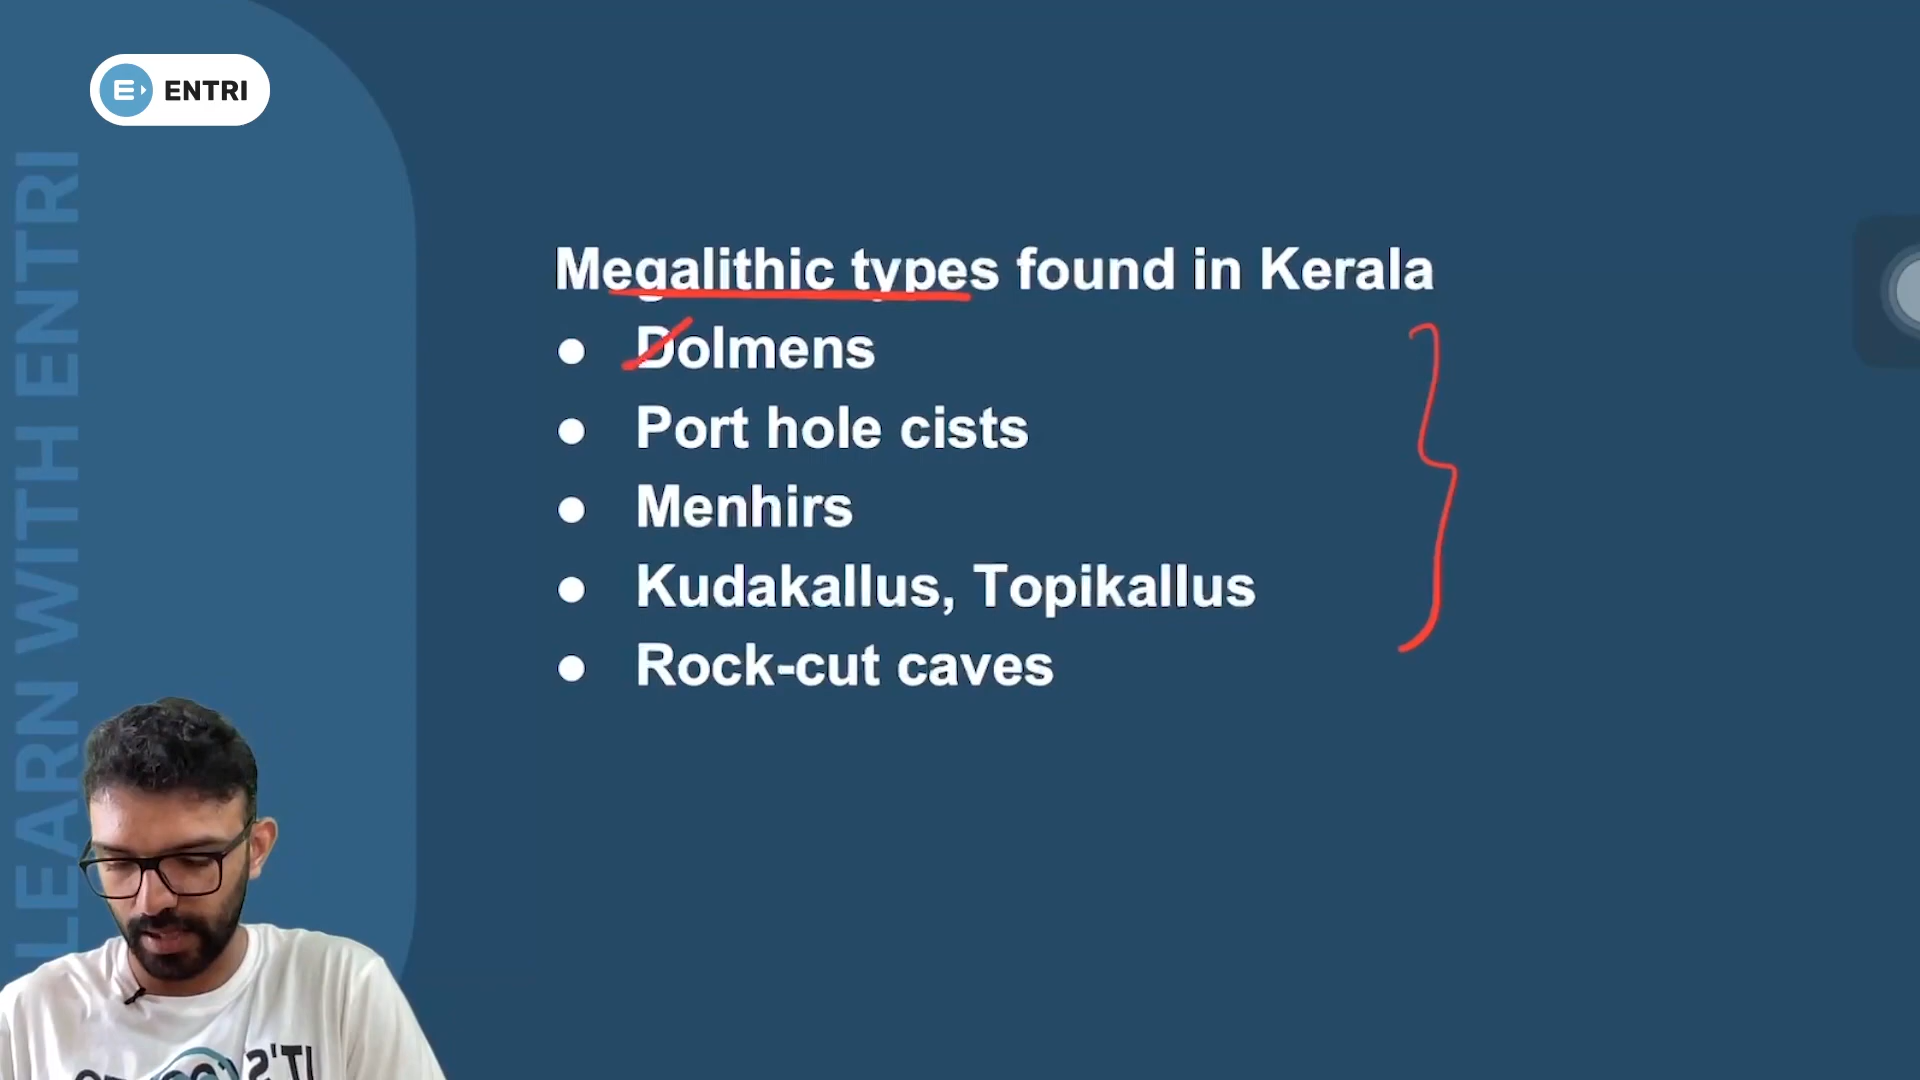 ENTRI
LEARN WITH ENTRI
Megalithic types found in Kerala
● Dolmens
● Port hole cists
● Menhirs
● Kudakallus, Topikallus
● Rock-cut caves
IT'S